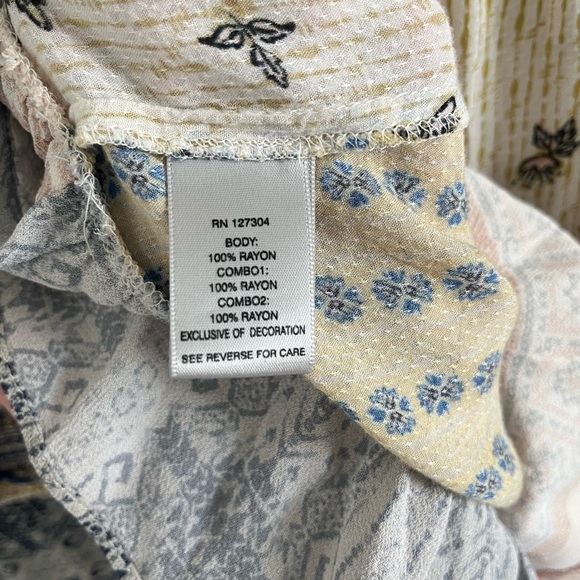 RN 127304
BODY:
100% RAYON
COMBO1:
100% RAYON
COMBO2:
100% RAYON
EXCLUSIVE OF DECORATION
SEE REVERSE FOR CARE